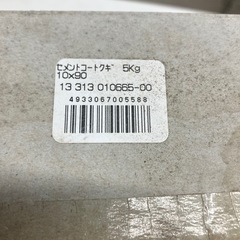 ｾﾒﾝﾄｺｰﾄｸｷﾞ 5Kg
10x90
13 313 010665-00
4933067005588